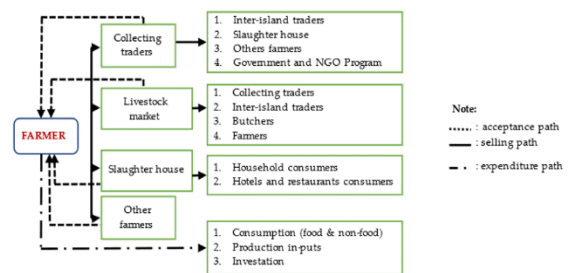 Collecting
traders
1. Inter-island traders
2. Slaughter house
3. Others farmers
4. Government and NGO Program
Livestock
market
1. Collecting traders
2. Inter-island traders
3. Butchers
4. Farmers
FARMER
Slaughter house
1. Household consumers
2. Hotels and restaurants consumers
Other
farmers
1. Consumption (food & non-food)
2. Production in-puts
3. Investation
Note:
: acceptance path
: selling path
: expenditure path